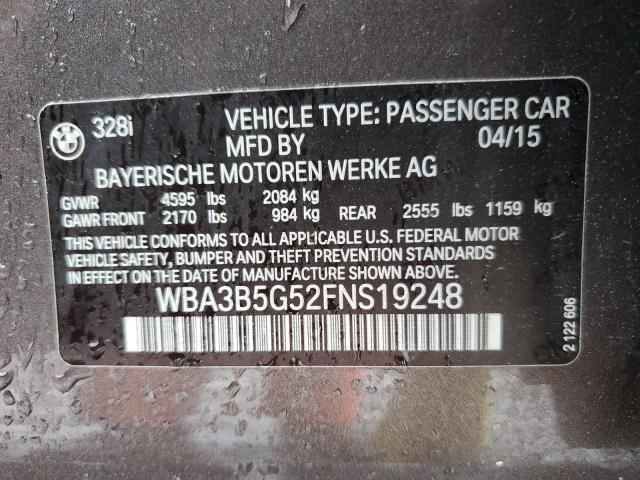 328i VEHICLE TYPE: PASSENGER CAR
MFD BY 04/15
BAYERISCHE MOTOREN WERKE AG
GVWR 4595 lbs 2084 kg
GAWR FRONT 2170 lbs 984 kg REAR 2555 lbs 1159 kg
THIS VEHICLE CONFORMS TO ALL APPLICABLE U.S. FEDERAL MOTOR
VEHICLE SAFETY, BUMPER AND THEFT PREVENTION STANDARDS
IN EFFECT ON THE DATE OF MANUFACTURE SHOWN ABOVE.
WBA3B5G52FNS19248
2 122 606